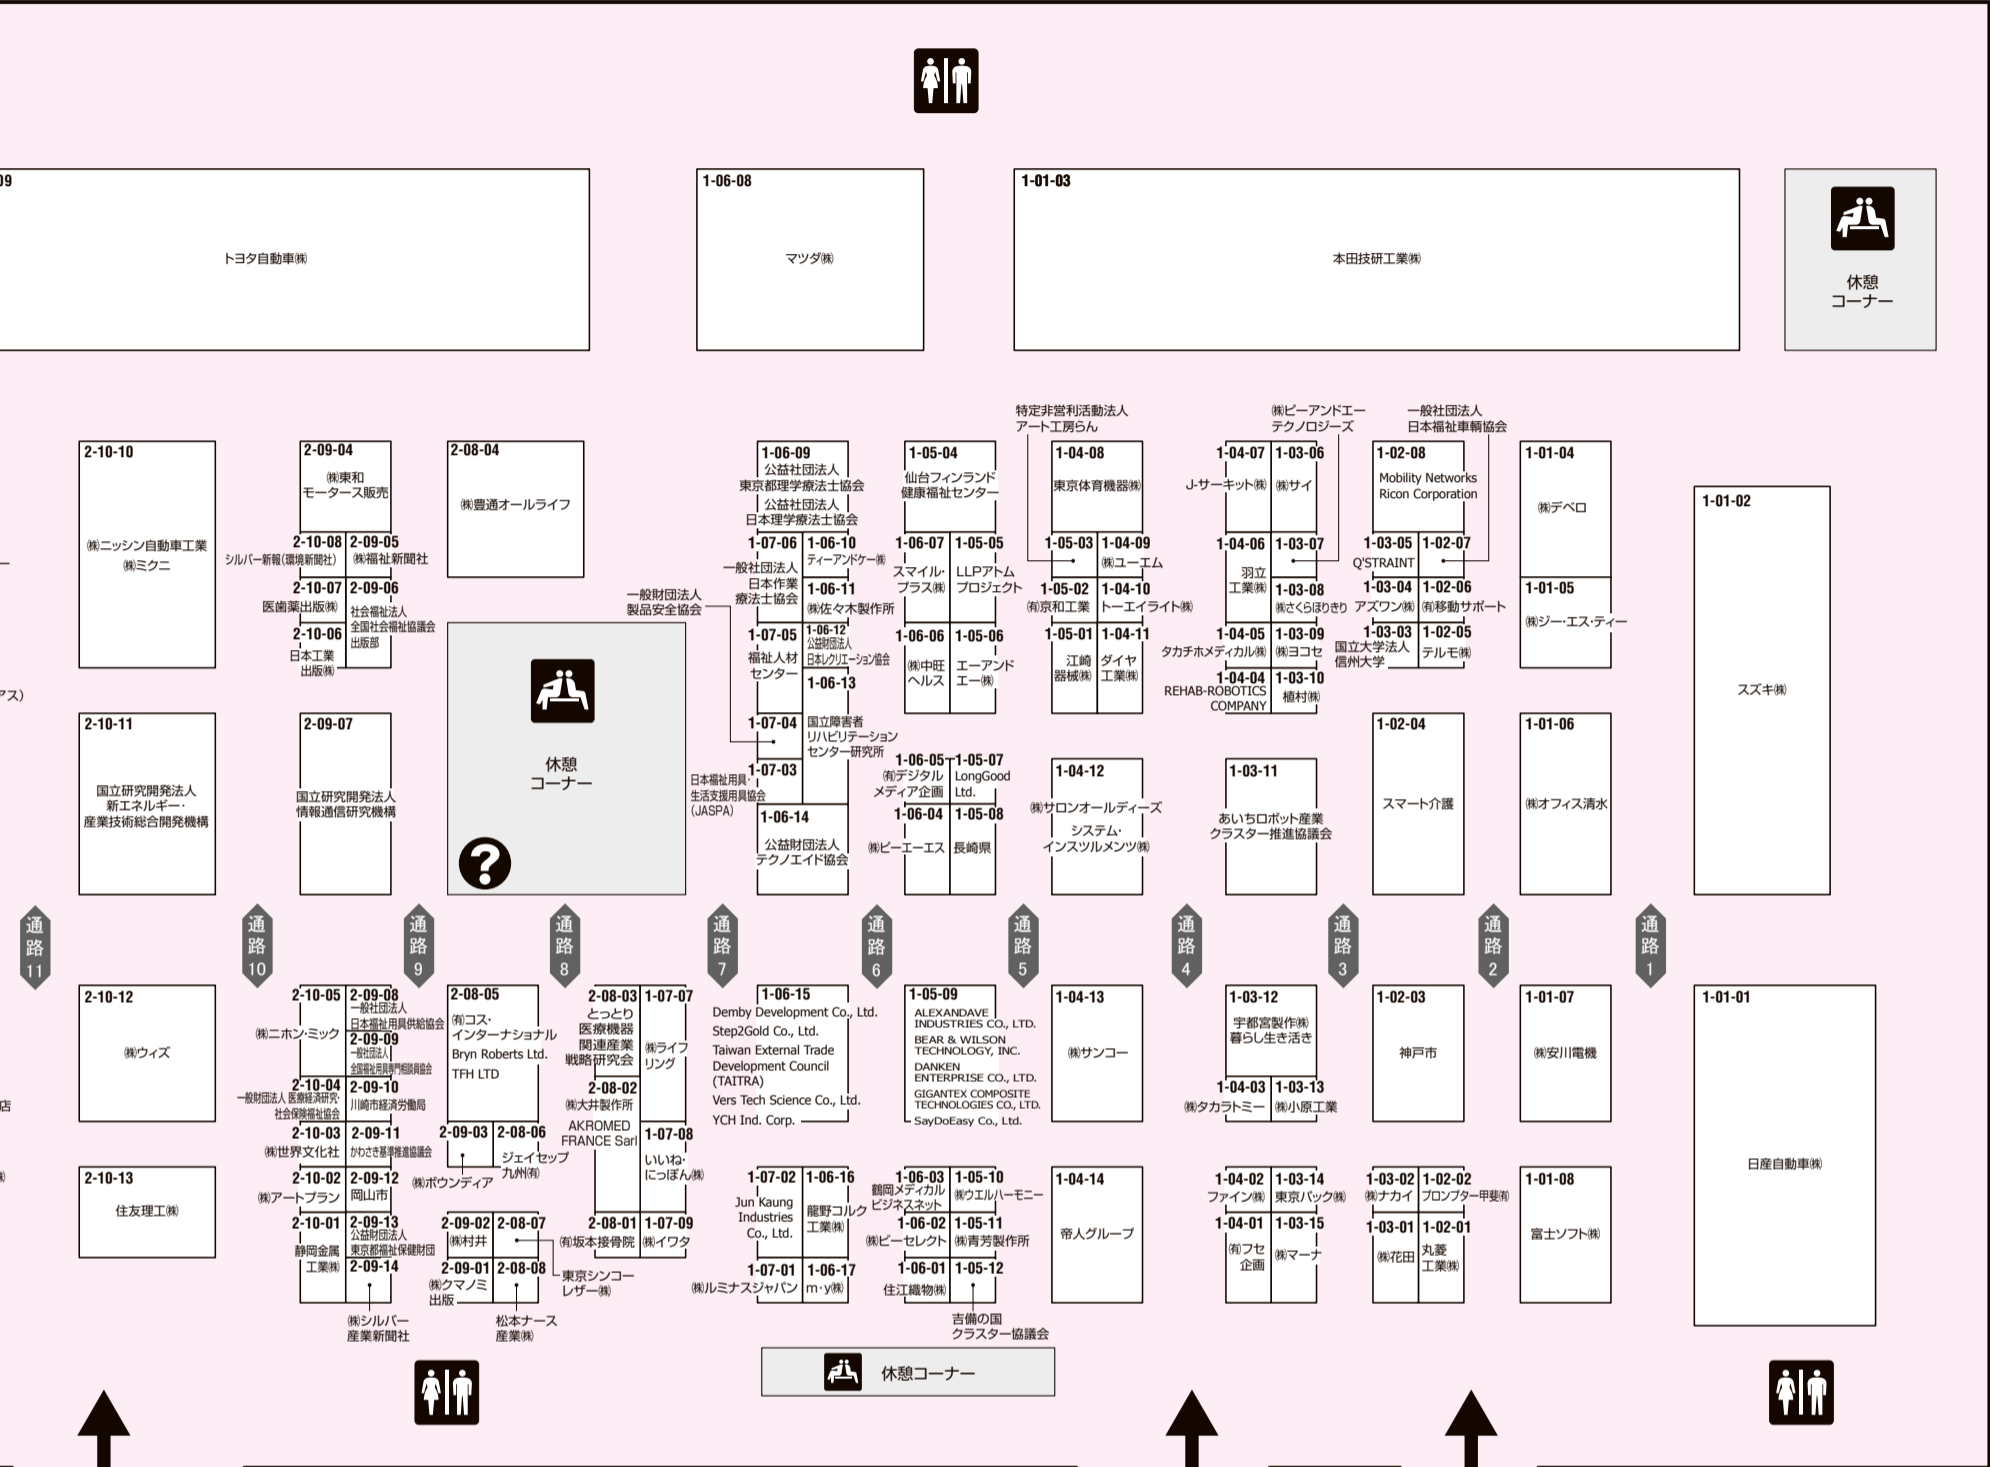 09
トヨタ自動車㈱
1-06-08
マツダ㈱
1-01-03
本田技研工業㈱
休憩
コーナー
2-10-10
㈱ニッシン自動車工業
㈱ミクニ
2-10-11
国立研究開発法人
新エネルギー・
産業技術総合開発機構
2-09-04
㈱東和
モータース販売
2-10-08
シルバー新報(環境新聞社)
2-09-05
㈱福祉新聞社
2-10-07
医歯薬出版㈱
2-09-06
社会福祉法人
全国社会福祉協議会
出版部
2-10-06
日本工業
出版㈱
2-09-07
国立研究開発法人
情報通信研究機構
2-08-04
㈱豊通オールライフ
休憩
コーナー
?
1-06-09
公益社団法人
東京都理学療法士協会
公益社団法人
日本理学療法士協会
1-07-06
一般社団法人
日本作業
療法士協会
1-06-10
ティーアンドケー㈱
1-06-11
㈱佐々木製作所
一般財団法人
製品安全協会
1-07-05
福祉人材
センター
1-06-12
公益財団法人
日本レクリエーション協会
1-06-13
国立障害者
リハビリテーション
センター研究所
1-07-04
1-07-03
日本福祉用具・
生活支援用具協会
(JASPA)
1-06-14
公益財団法人
テクノエイド協会
1-05-04
仙台フィンランド
健康福祉センター
1-06-07
スマイル・
プラス㈱
1-05-05
LLPアトム
プロジェクト
1-06-06
㈱中旺
ヘルス
1-05-06
エーアンド
エー㈱
1-06-05
㈲デジタル
メディア企画
1-05-07
LongGood
Ltd.
1-06-04
㈱ピーエーエス
1-05-08
長崎県
特定非営利活動法人
アート工房らん
1-04-08
東京体育機器㈱
1-05-03
1-04-09
㈱ユーエム
1-05-02
㈲京和工業
1-04-10
トーエイライト㈱
1-05-01
江崎
器械㈱
1-04-11
ダイヤ
工業㈱
1-04-12
㈱サロンオールディーズ
システム・
インスツルメンツ㈱
㈱ピーアンドエー
テクノロジーズ
1-04-07
J-サーキット㈱
1-03-06
㈱サイ
1-04-06
羽立
工業㈱
1-03-07
1-03-08
㈱さくらほりきり
1-04-05
タカチホメディカル㈱
1-03-09
㈱ヨコセ
1-04-04
REHAB-ROBOTICS
COMPANY
1-03-10
植村㈱
1-03-11
あいちロボット産業
クラスター推進協議会
一般社団法人
日本福祉車輌協会
1-02-08
Mobility Networks
Ricon Corporation
1-03-05
Q'STRAINT
1-02-07
1-03-04
アズワン㈱
1-02-06
㈲移動サポート
1-03-03
国立大学法人
信州大学
1-02-05
テルモ㈱
1-02-04
スマート介護
1-01-04
㈱デベロ
1-01-05
㈱ジー・エス・ティー
1-01-06
㈱オフィス清水
1-01-02
スズキ㈱
アス)
通路11
通路10
通路9
通路8
通路7
通路6
通路5
通路4
通路3
通路2
通路1
2-10-12
㈱ウィズ
店
2-10-13
住友理工㈱
2-10-05
㈱ニホン・ミック
2-09-08
一般社団法人
日本福祉用具供給協会
2-09-09
一般社団法人
全国福祉用具専門相談員協会
2-10-04
一般財団法人 医療経済研究・
社会保険福祉協会
2-09-10
川崎市経済労働局
2-10-03
㈱世界文化社
2-09-11
かわさき基準推進協議会
2-10-02
㈱アートプラン
2-09-12
岡山市
2-10-01
静岡金属
工業㈱
2-09-13
公益財団法人
東京都福祉保健財団
2-09-14
㈱シルバー
産業新聞社
2-08-05
㈲コス・
インターナショナル
Bryn Roberts Ltd.
TFH LTD
2-09-03
㈱ボウンディア
2-08-06
ジェイセップ
九州㈲
2-09-02
㈱村井
2-08-07
東京シンコー
レザー㈱
2-09-01
㈱クマノミ
出版
2-08-08
松本ナース
産業㈱
2-08-03
とっとり
医療機器
関連産業
戦略研究会
1-07-07
㈱ライフ
リング
2-08-02
㈱大井製作所
AKROMED
FRANCE Sarl
1-07-08
いいね・
にっぽん㈱
2-08-01
㈲坂本接骨院
1-07-09
㈱イワタ
1-06-15
Demby Development Co., Ltd.
Step2Gold Co., Ltd.
Taiwan External Trade
Development Council
(TAITRA)
Vers Tech Science Co., Ltd.
YCH Ind. Corp.
1-07-02
Jun Kaung
Industries
Co., Ltd.
1-06-16
龍野コルク
工業㈱
1-07-01
㈱ルミナスジャパン
1-06-17
m・y㈱
1-05-09
ALEXANDAVE
INDUSTRIES CO., LTD.
BEAR & WILSON
TECHNOLOGY, INC.
DANKEN
ENTERPRISE CO., LTD.
GIGANTEX COMPOSITE
TECHNOLOGIES CO., LTD.
SayDoEasy Co., Ltd.
1-06-03
鶴岡メディカル
ビジネスネット
1-05-10
㈱ウエルハーモニー
1-06-02
㈱ビーセレクト
1-05-11
㈱青芳製作所
1-06-01
住江織物㈱
1-05-12
吉備の国
クラスター協議会
1-04-13
㈱サンコー
1-04-14
帝人グループ
1-03-12
宇都宮製作㈱
暮らし生き活き
1-04-03
㈱タカラトミー
1-03-13
㈱小原工業
1-04-02
ファイン㈱
1-03-14
東京パック㈱
1-04-01
㈲フセ
企画
1-03-15
㈱マーナ
1-02-03
神戸市
1-03-02
㈱ナカイ
1-02-02
プロンプター甲斐㈲
1-03-01
㈱花田
1-02-01
丸菱
工業㈱
1-01-07
㈱安川電機
1-01-08
富士ソフト㈱
1-01-01
日産自動車㈱
休憩コーナー